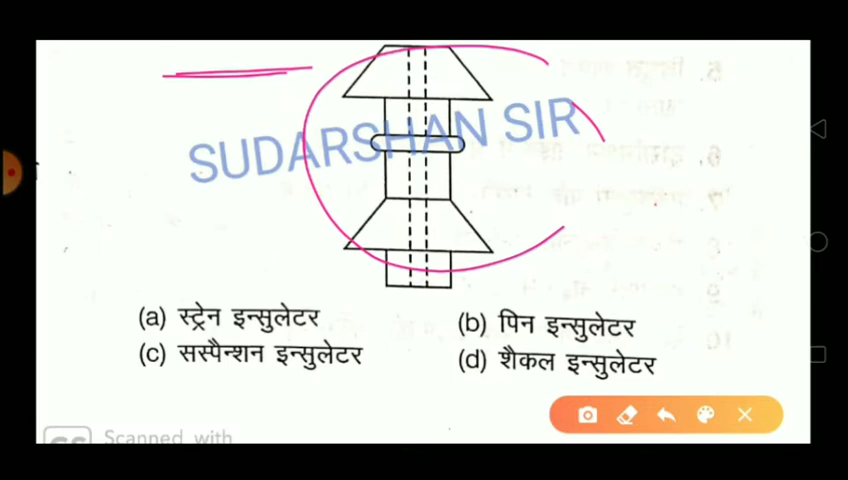 SUDARSHAN SIR
(a) स्ट्रेन इन्सुलेटर
(b) पिन इन्सुलेटर
(c) सस्पैन्शन इन्सुलेटर
(d) शैकल इन्सुलेटर
Scanned with